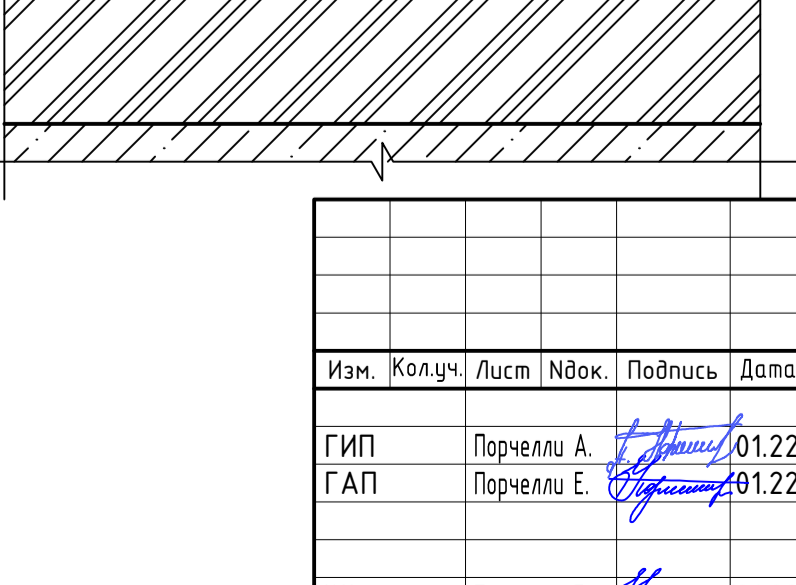 Изм. Кол.уч. Лист Nдок. Подпись Дата
ГИП Порчелли А. 01.22
ГАП Порчелли Е. 01.22